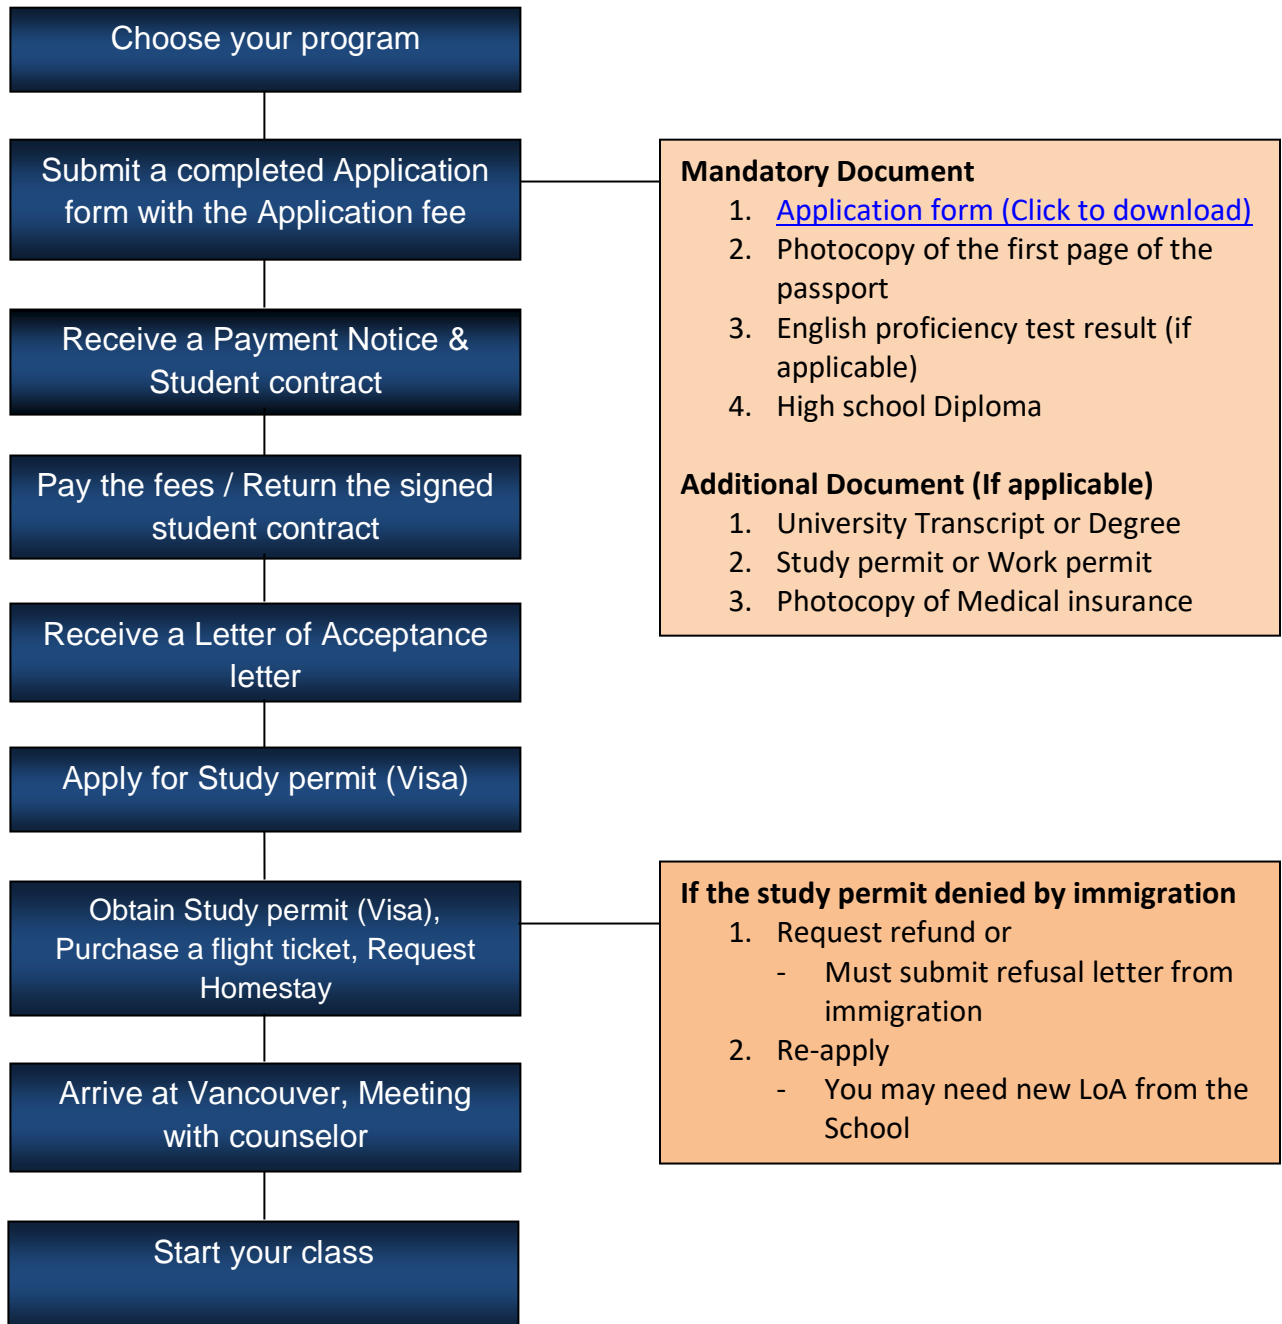 Choose your program
Submit a completed Application
form with the Application fee
Mandatory Document
1. Application form (Click to download)
2. Photocopy of the first page of the
passport
3. English proficiency test result (if
applicable)
4. High school Diploma
Additional Document (If applicable)
1. University Transcript or Degree
2. Study permit or Work permit
3. Photocopy of Medical insurance
Receive a Payment Notice &
Student contract
Pay the fees / Return the signed
student contract
Receive a Letter of Acceptance
letter
Apply for Study permit (Visa)
Obtain Study permit (Visa),
Purchase a flight ticket, Request
Homestay
If the study permit denied by immigration
1. Request refund or
- Must submit refusal letter from
immigration
2. Re-apply
- You may need new LoA from the
School
Arrive at Vancouver, Meeting
with counselor
Start your class